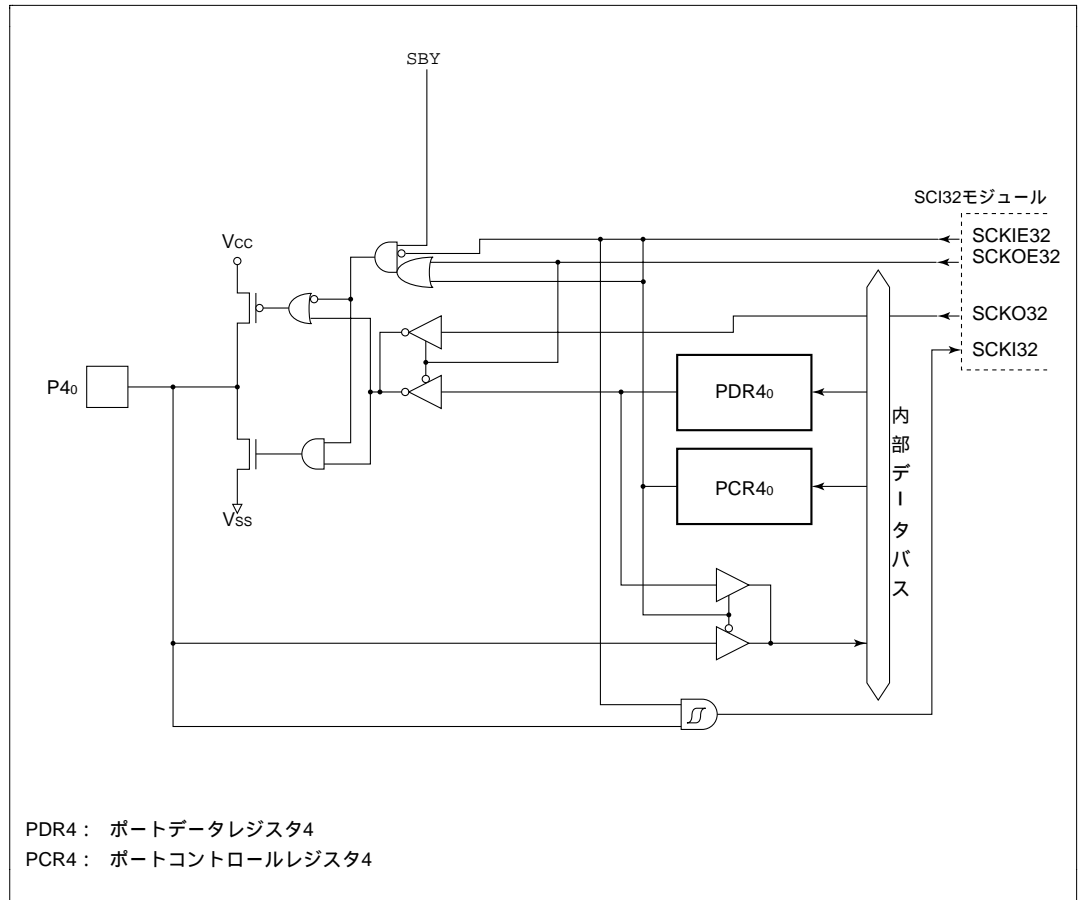 SBY
SCI32モジュール
SCKIE32
SCKOE32
SCKO32
SCKI32
VCC
P40
VSS
PDR40
PCR40
内部データバス
PDR4： ポートデータレジスタ4
PCR4： ポートコントロールレジスタ4